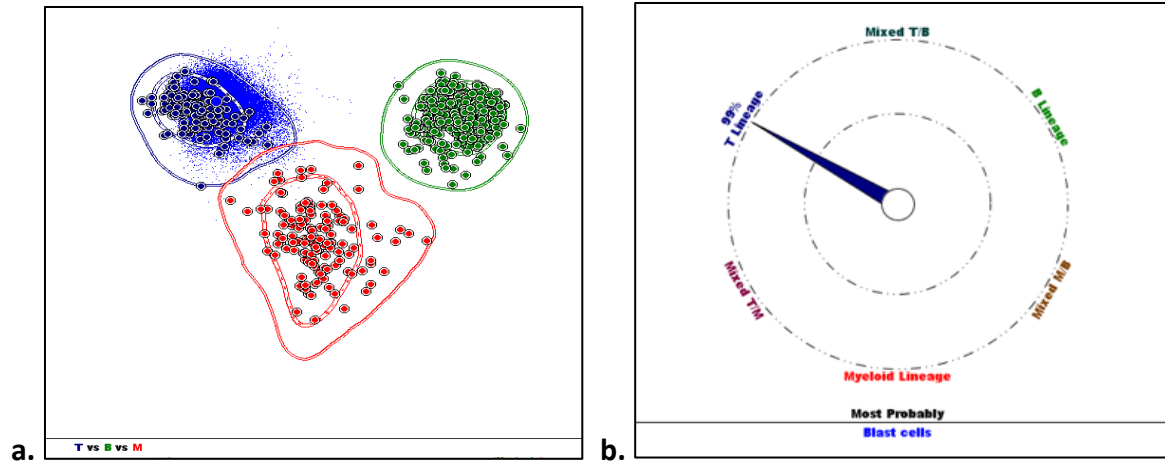 a.
T vs B vs M
b.
Mixed T/B
B Lineage
Mixed M/B
Myeloid Lineage
Mixed T/M
99%
T Lineage
Most Probably
Blast cells